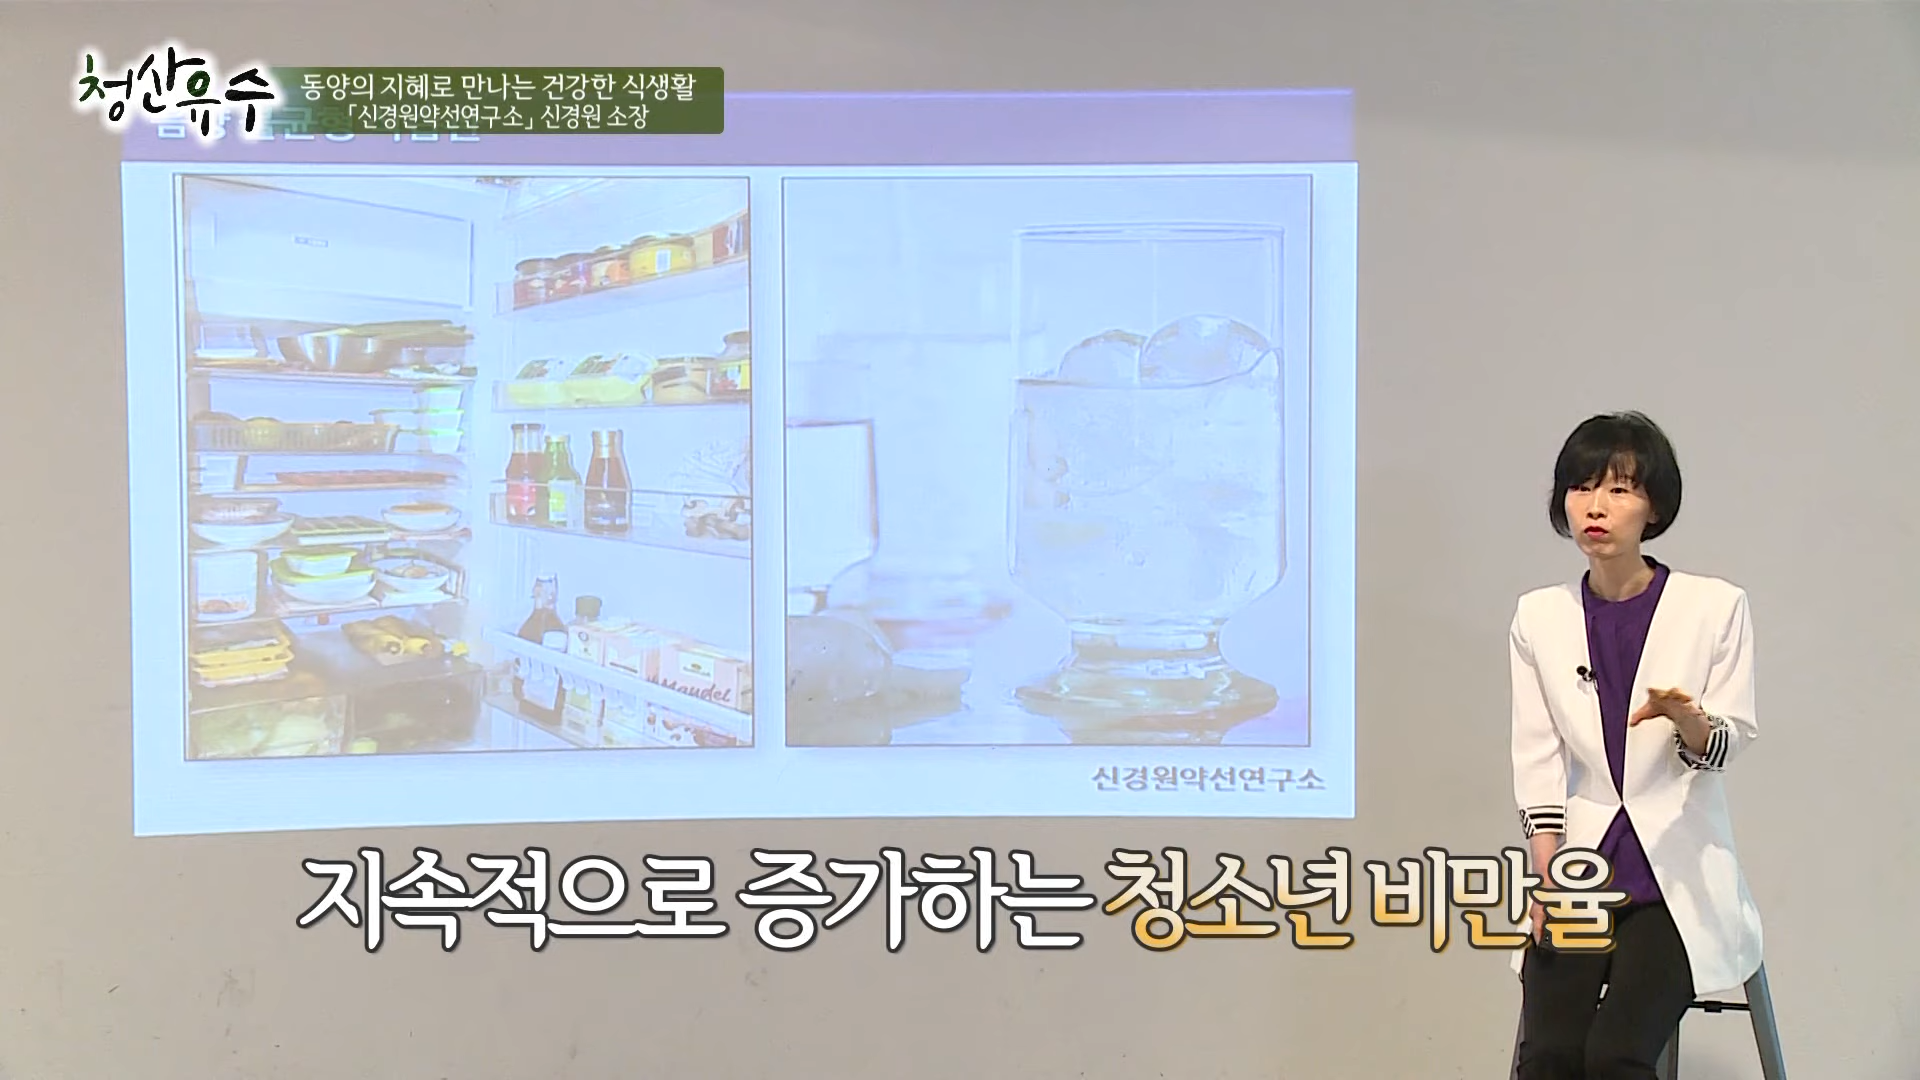 청산유수
동양의 지혜로 만나는 건강한 식생활
「신경원약선연구소」 신경원 소장
Mandel
신경원약선연구소
지속적으로 증가하는 청소년 비만율